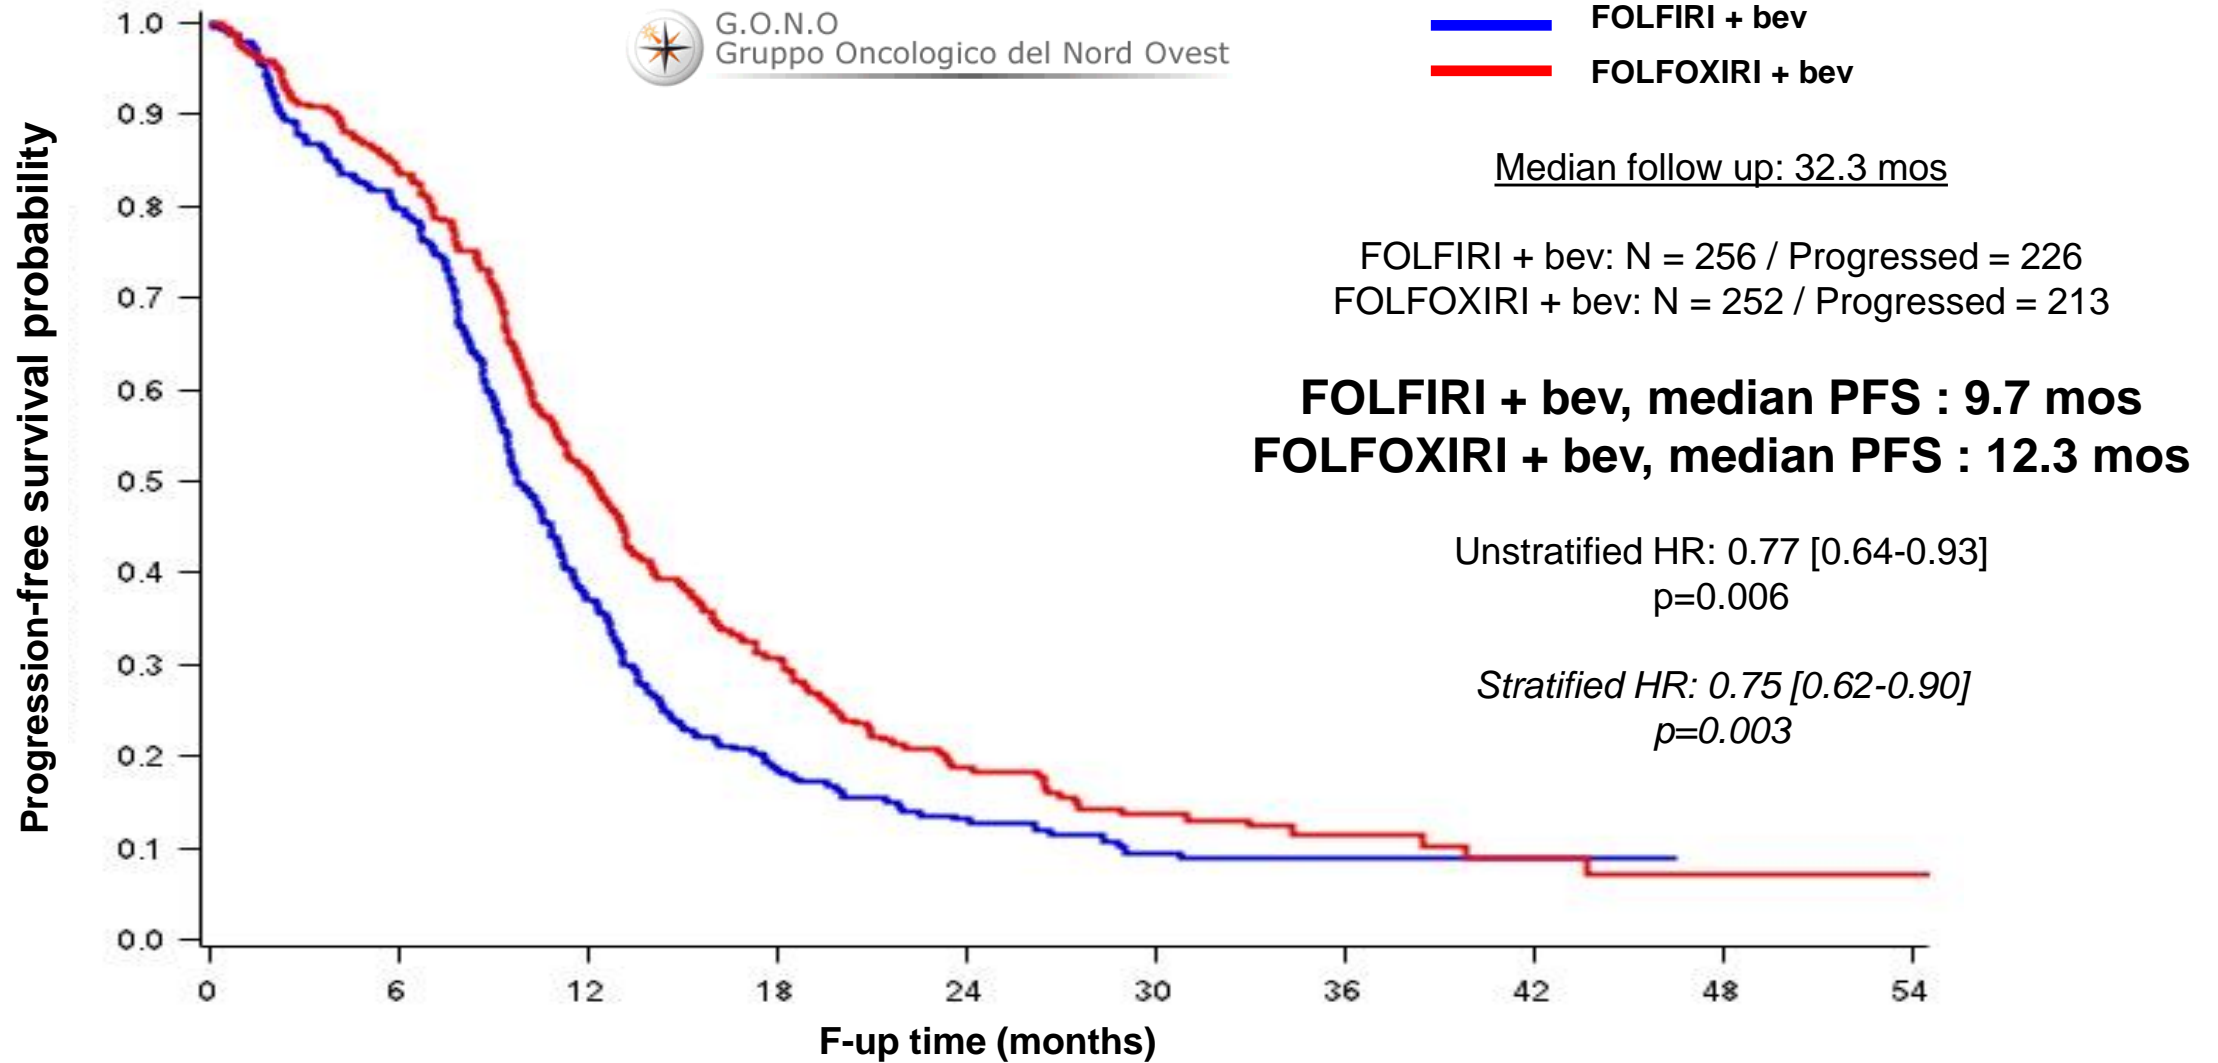 G.O.N.O
Gruppo Oncologico del Nord Ovest
FOLFIRI + bev
FOLFOXIRI + bev
Median follow up: 32.3 mos
FOLFIRI + bev: N = 256 / Progressed = 226
FOLFOXIRI + bev: N = 252 / Progressed = 213
FOLFIRI + bev, median PFS : 9.7 mos
FOLFOXIRI + bev, median PFS : 12.3 mos
Unstratified HR: 0.77 [0.64-0.93]
p=0.006
Stratified HR: 0.75 [0.62-0.90]
p=0.003
Progression-free survival probability
1.0
0.9
0.8
0.7
0.6
0.5
0.4
0.3
0.2
0.1
0.0
0 6 12 18 24 30 36 42 48 54
F-up time (months)